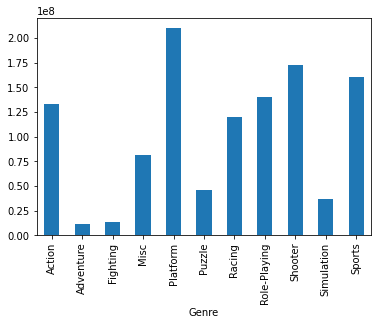 1e8
2.00
1.75
1.50
1.25
1.00
0.75
0.50
0.25
0.00
Action
Adventure
Fighting
Misc
Platform
Puzzle
Racing
Role-Playing
Shooter
Simulation
Sports
Genre